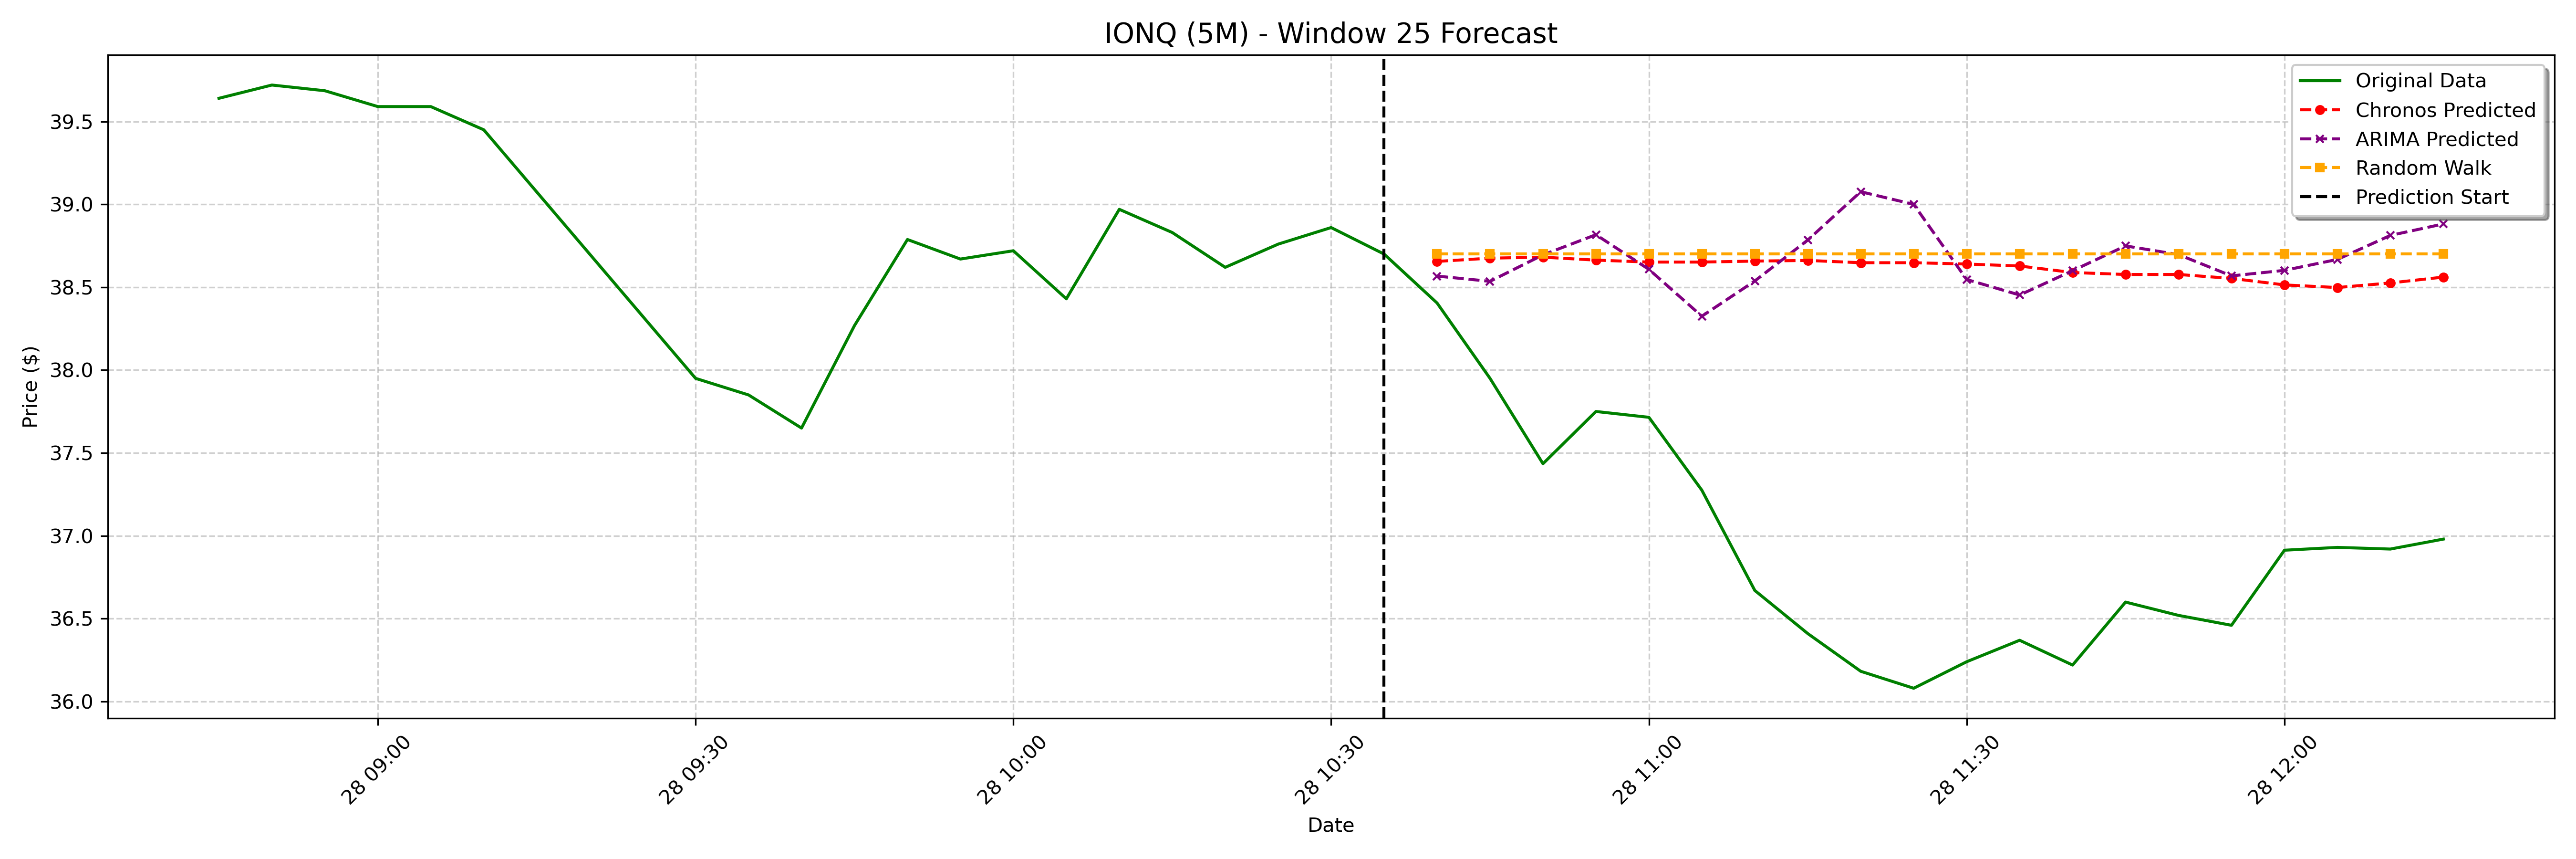 IONQ (5M) - Window 25 Forecast
Original Data
Chronos Predicted
ARIMA Predicted
Random Walk
Prediction Start
Price ($)
39.5
39.0
38.5
38.0
37.5
37.0
36.5
36.0
28 09:00
28 09:30
28 10:00
28 10:30
28 11:00
28 11:30
28 12:00
Date